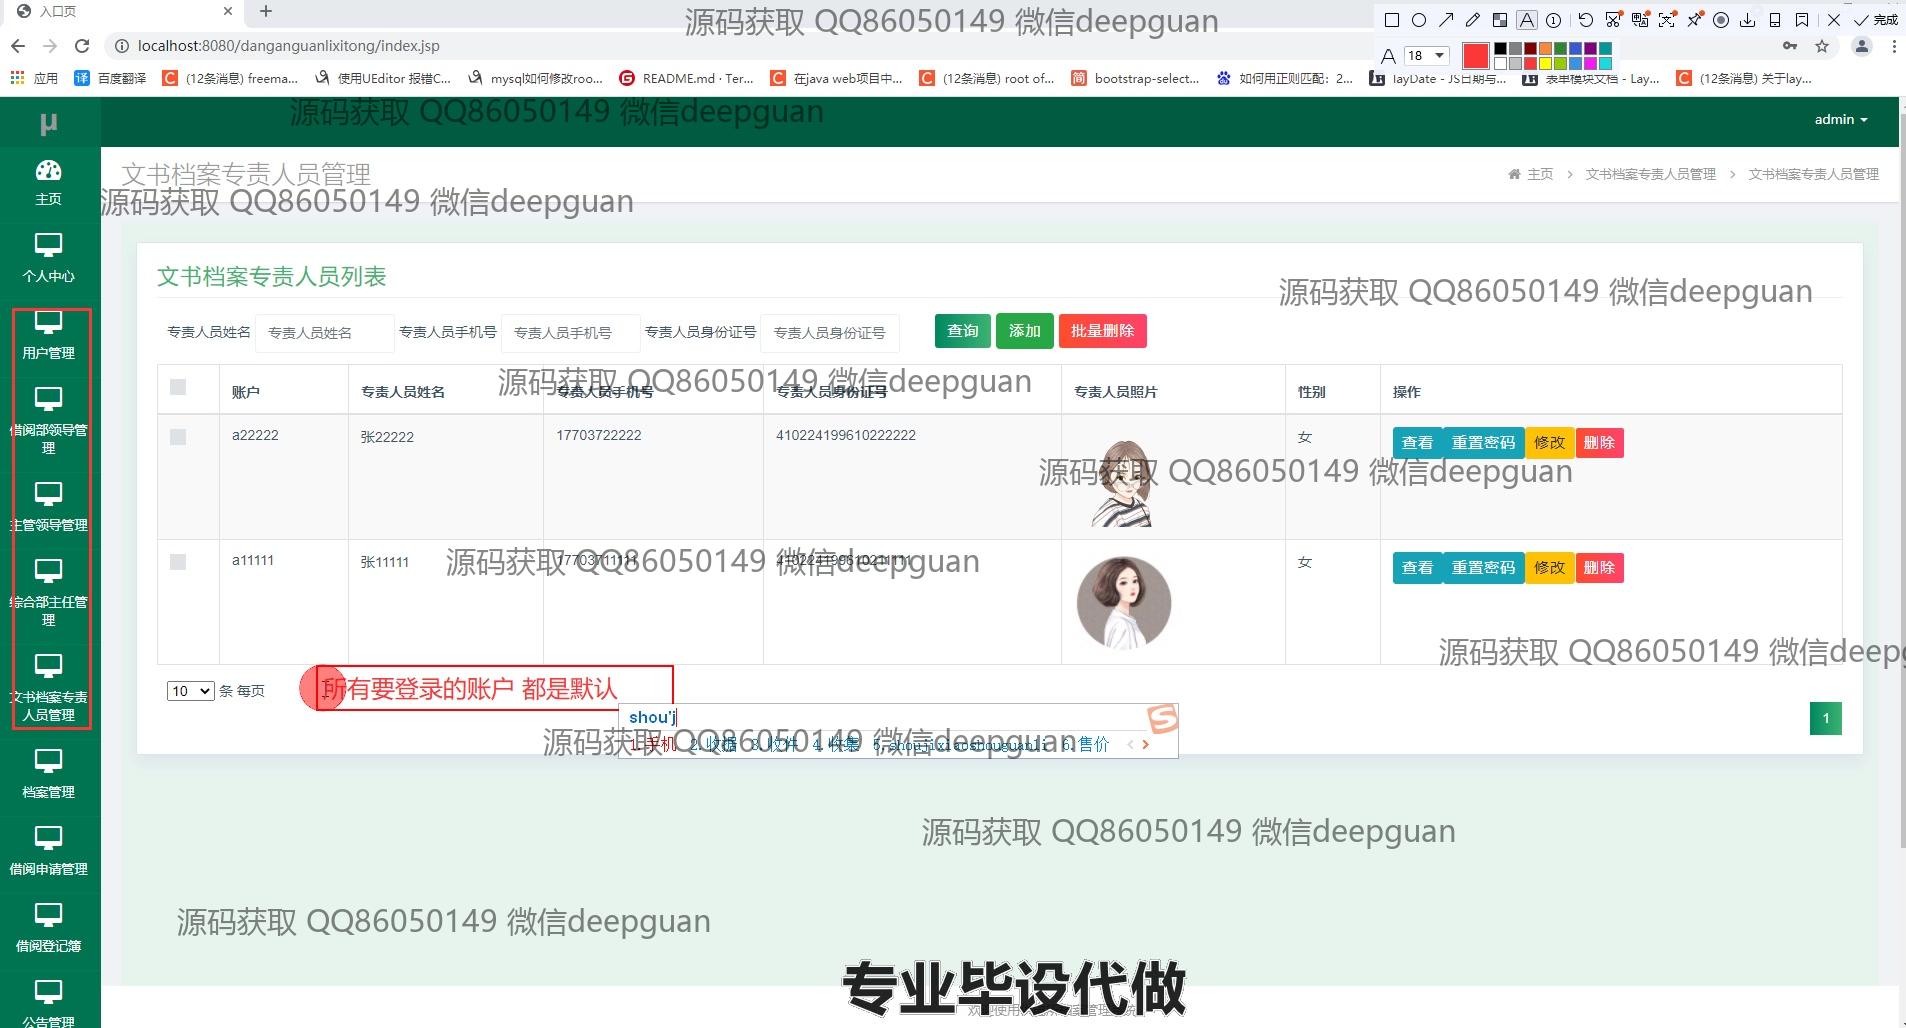 入口页
源码获取 QQ86050149 微信deepguan
完成
localhost:8080/danganguanlixitong/index.jsp
18
应用 百度翻译 (12条消息) freema... 使用UEditor 报错C... mysql如何修改roo... README.md · Ter... 在java web项目中... (12条消息) root of... bootstrap-select... 如何用正则匹配：2... layDate - JS日期与... 表单模块文档 - Lay... (12条消息) 关于lay...
源码获取 QQ86050149 微信deepguan
μ
admin
主页
个人中心
用户管理
借阅部领导管理
主管领导管理
综合部主任管理
文书档案专责人员管理
档案管理
借阅申请管理
借阅登记簿
公告管理
文书档案专责人员管理
主页 > 文书档案专责人员管理 > 文书档案专责人员管理
源码获取 QQ86050149 微信deepguan
文书档案专责人员列表
源码获取 QQ86050149 微信deepguan
专责人员姓名 专责人员姓名 专责人员手机号 专责人员手机号 专责人员身份证号 专责人员身份证号 查询 添加 批量删除
账户 专责人员姓名 专责人员手机号 专责人员身份证号 专责人员照片 性别 操作
源码获取 QQ86050149 微信deepguan
a22222 张22222 17703722222 410224199610222222 女 查看 重置密码 修改 删除
源码获取 QQ86050149 微信deepguan
a11111 张11111 17703711111 410224199610211111 女 查看 重置密码 修改 删除
源码获取 QQ86050149 微信deepguan
源码获取 QQ86050149 微信deepg
10 条 每页
所有要登录的账户 都是默认
shou'j
1.手机 2.收据 3.收件 4.收集 5.shoujixiaoshouguanli 6.售价
源码获取 QQ86050149 微信deepguan
1
源码获取 QQ86050149 微信deepguan
源码获取 QQ86050149 微信deepguan
专业毕设代做